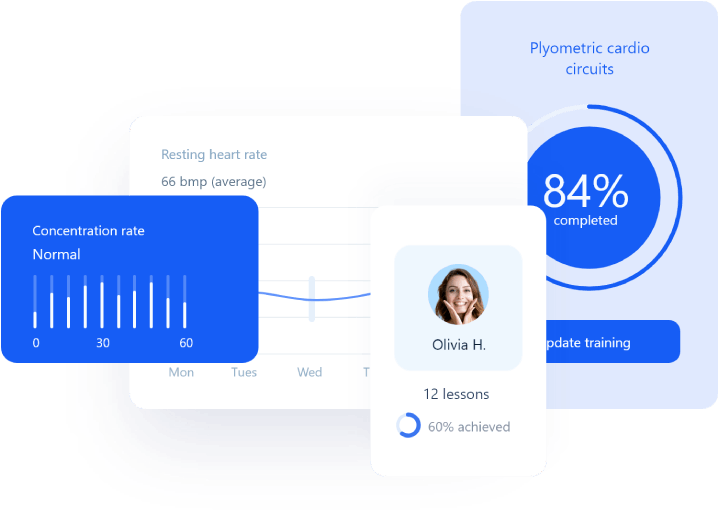 Plyometric cardio
circuits
84%
completed
Resting heart rate
66 bmp (average)
Concentration rate
Normal
0 30 60
Mon Tues Wed
Olivia H.
12 lessons
60% achieved
training